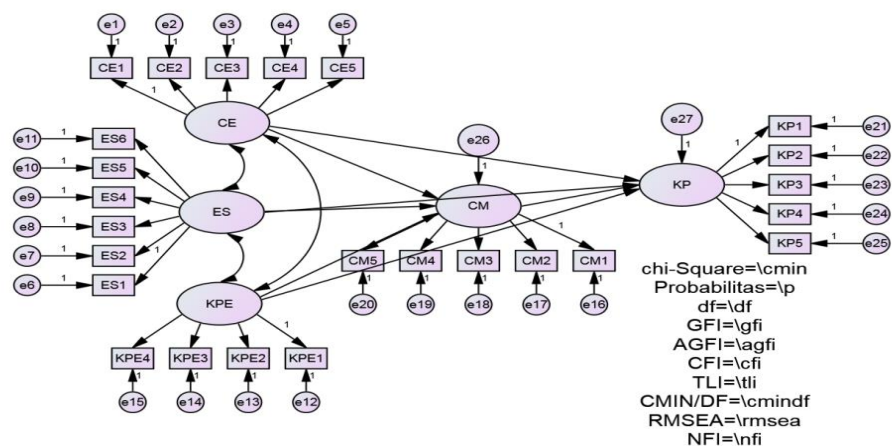 e1 e2 e3 e4 e5
1 1 1 1 1
CE1 CE2 CE3 CE4 CE5
1
CE
e11 1 ES6
e10 1 ES5
e9 1 ES4
e8 1 ES3
e7 1 ES2
e6 1 ES1
1
ES
e26
1
CM
1
CM5 CM4 CM3 CM2 CM1
1 1 1 1 1
e20 e19 e18 e17 e16
KPE
1
KPE4 KPE3 KPE2 KPE1
1 1 1 1
e15 e14 e13 e12
e27
1
KP
1
KP1 1 e21
KP2 1 e22
KP3 1 e23
KP4 1 e24
KP5 1 e25
chi-Square=\cmin
Probabilitas=\p
df=\df
GFI=\gfi
AGFI=\agfi
CFI=\cfi
TLI=\tli
CMIN/DF=\cmindf
RMSEA=\rmsea
NFI=\nfi